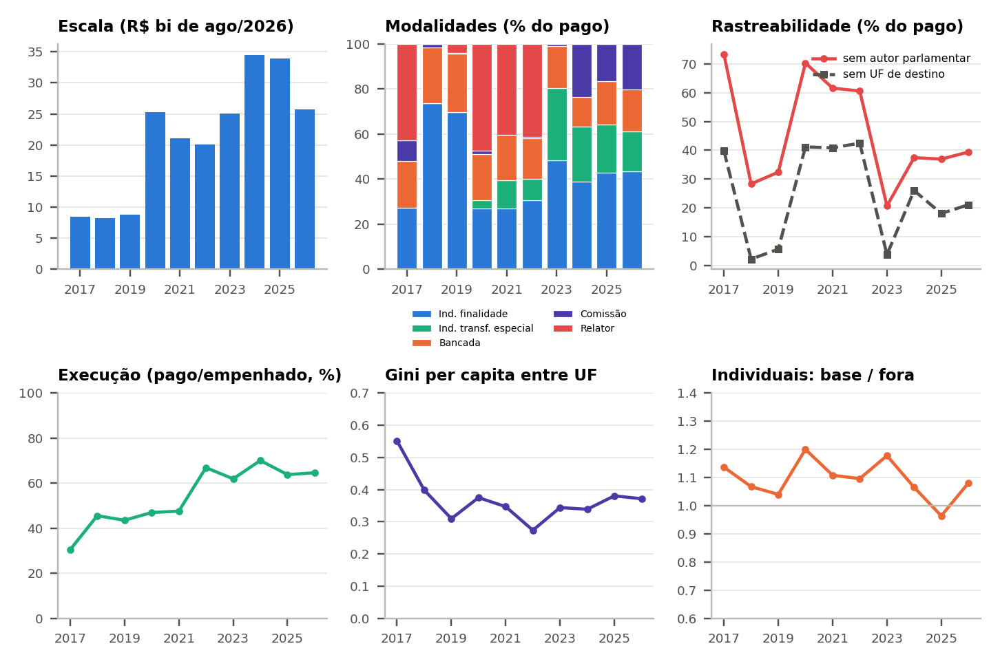 Escala (R$ bi de ago/2026)
35
30
25
20
15
10
5
0
2017 2019 2021 2023 2025
Modalidades (% do pago)
100
80
60
40
20
0
2017 2019 2021 2023 2025
Ind. finalidade
Ind. transf. especial
Bancada
Comissão
Relator
Rastreabilidade (% do pago)
sem autor parlamentar
sem UF de destino
70
60
50
40
30
20
10
0
2017 2019 2021 2023 2025
Execução (pago/empenhado, %)
100
80
60
40
20
0
2017 2019 2021 2023 2025
Gini per capita entre UF
0.7
0.6
0.5
0.4
0.3
0.2
0.1
0.0
2017 2019 2021 2023 2025
Individuais: base / fora
1.4
1.3
1.2
1.1
1.0
0.9
0.8
0.7
0.6
2017 2019 2021 2023 2025